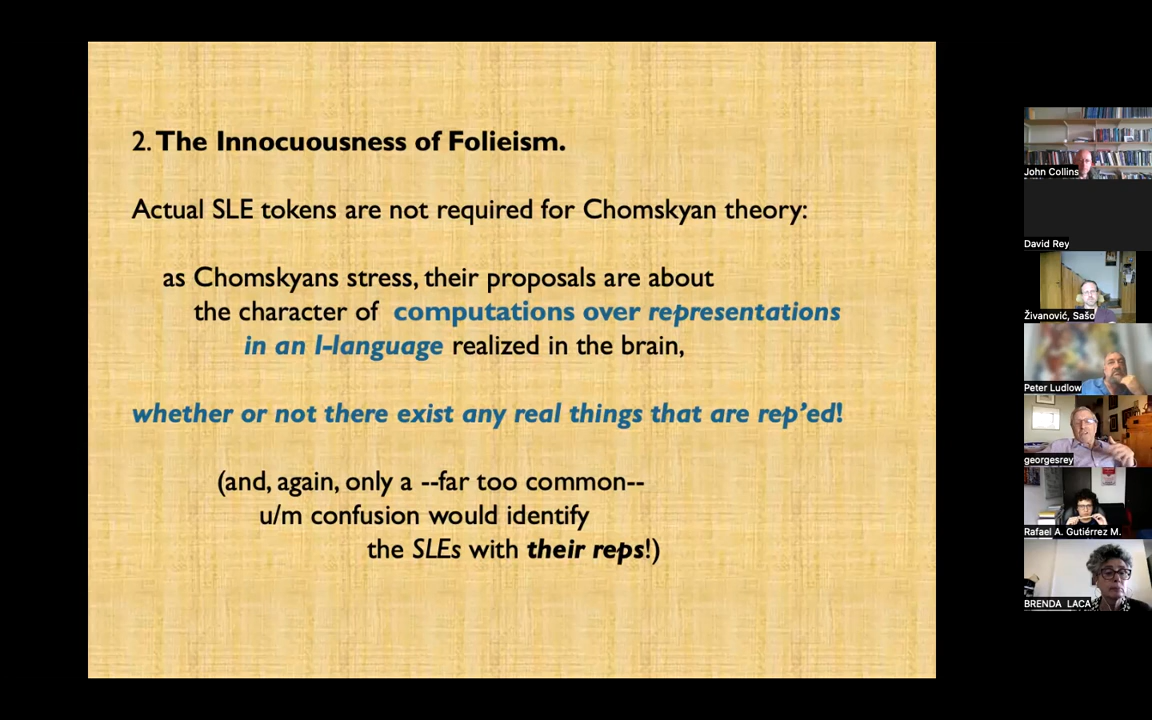 2. The Innocuousness of Folieism.
Actual SLE tokens are not required for Chomskyan theory:
as Chomskyans stress, their proposals are about
the character of computations over representations
in an I-language realized in the brain,
whether or not there exist any real things that are rep’ed!
(and, again, only a --far too common--
u/m confusion would identify
the SLEs with their reps!)
John Collins
David Rey
Živanović, Sašo
Peter Ludlow
georgesrey
Rafael A. Gutiérrez M.
BRENDA LACA